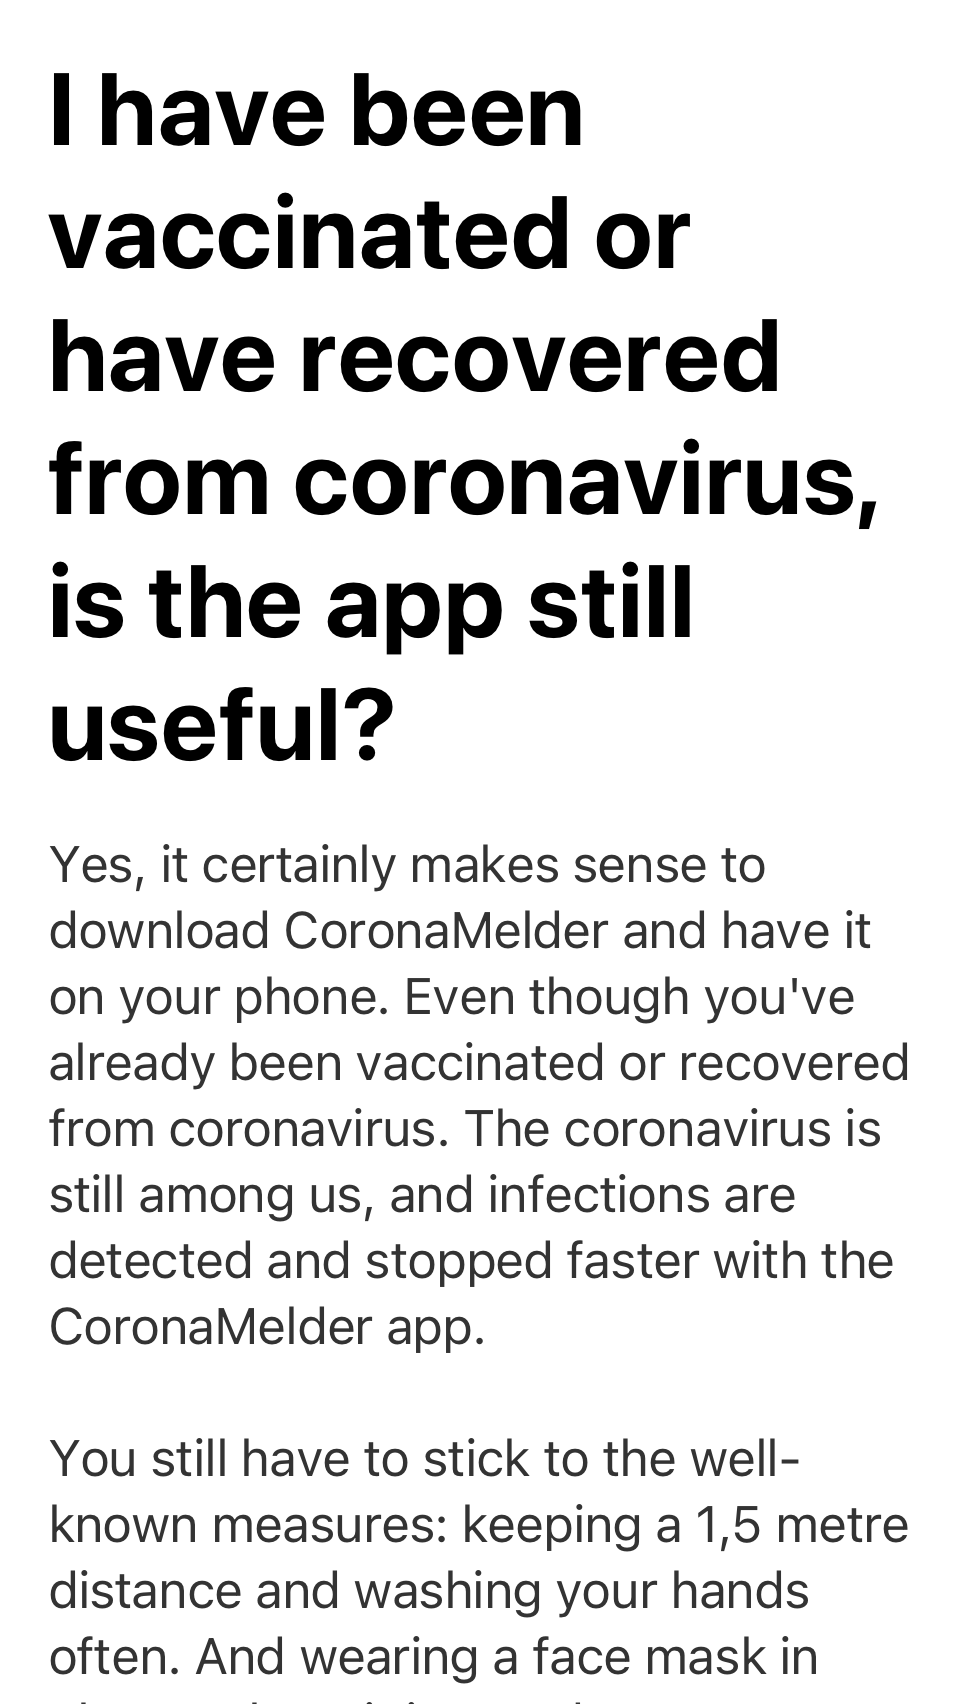 I have been
vaccinated or
have recovered
from coronavirus,
is the app still
useful?
Yes, it certainly makes sense to
download CoronaMelder and have it
on your phone. Even though you've
already been vaccinated or recovered
from coronavirus. The coronavirus is
still among us, and infections are
detected and stopped faster with the
CoronaMelder app.
You still have to stick to the well-
known measures: keeping a 1,5 metre
distance and washing your hands
often. And wearing a face mask in